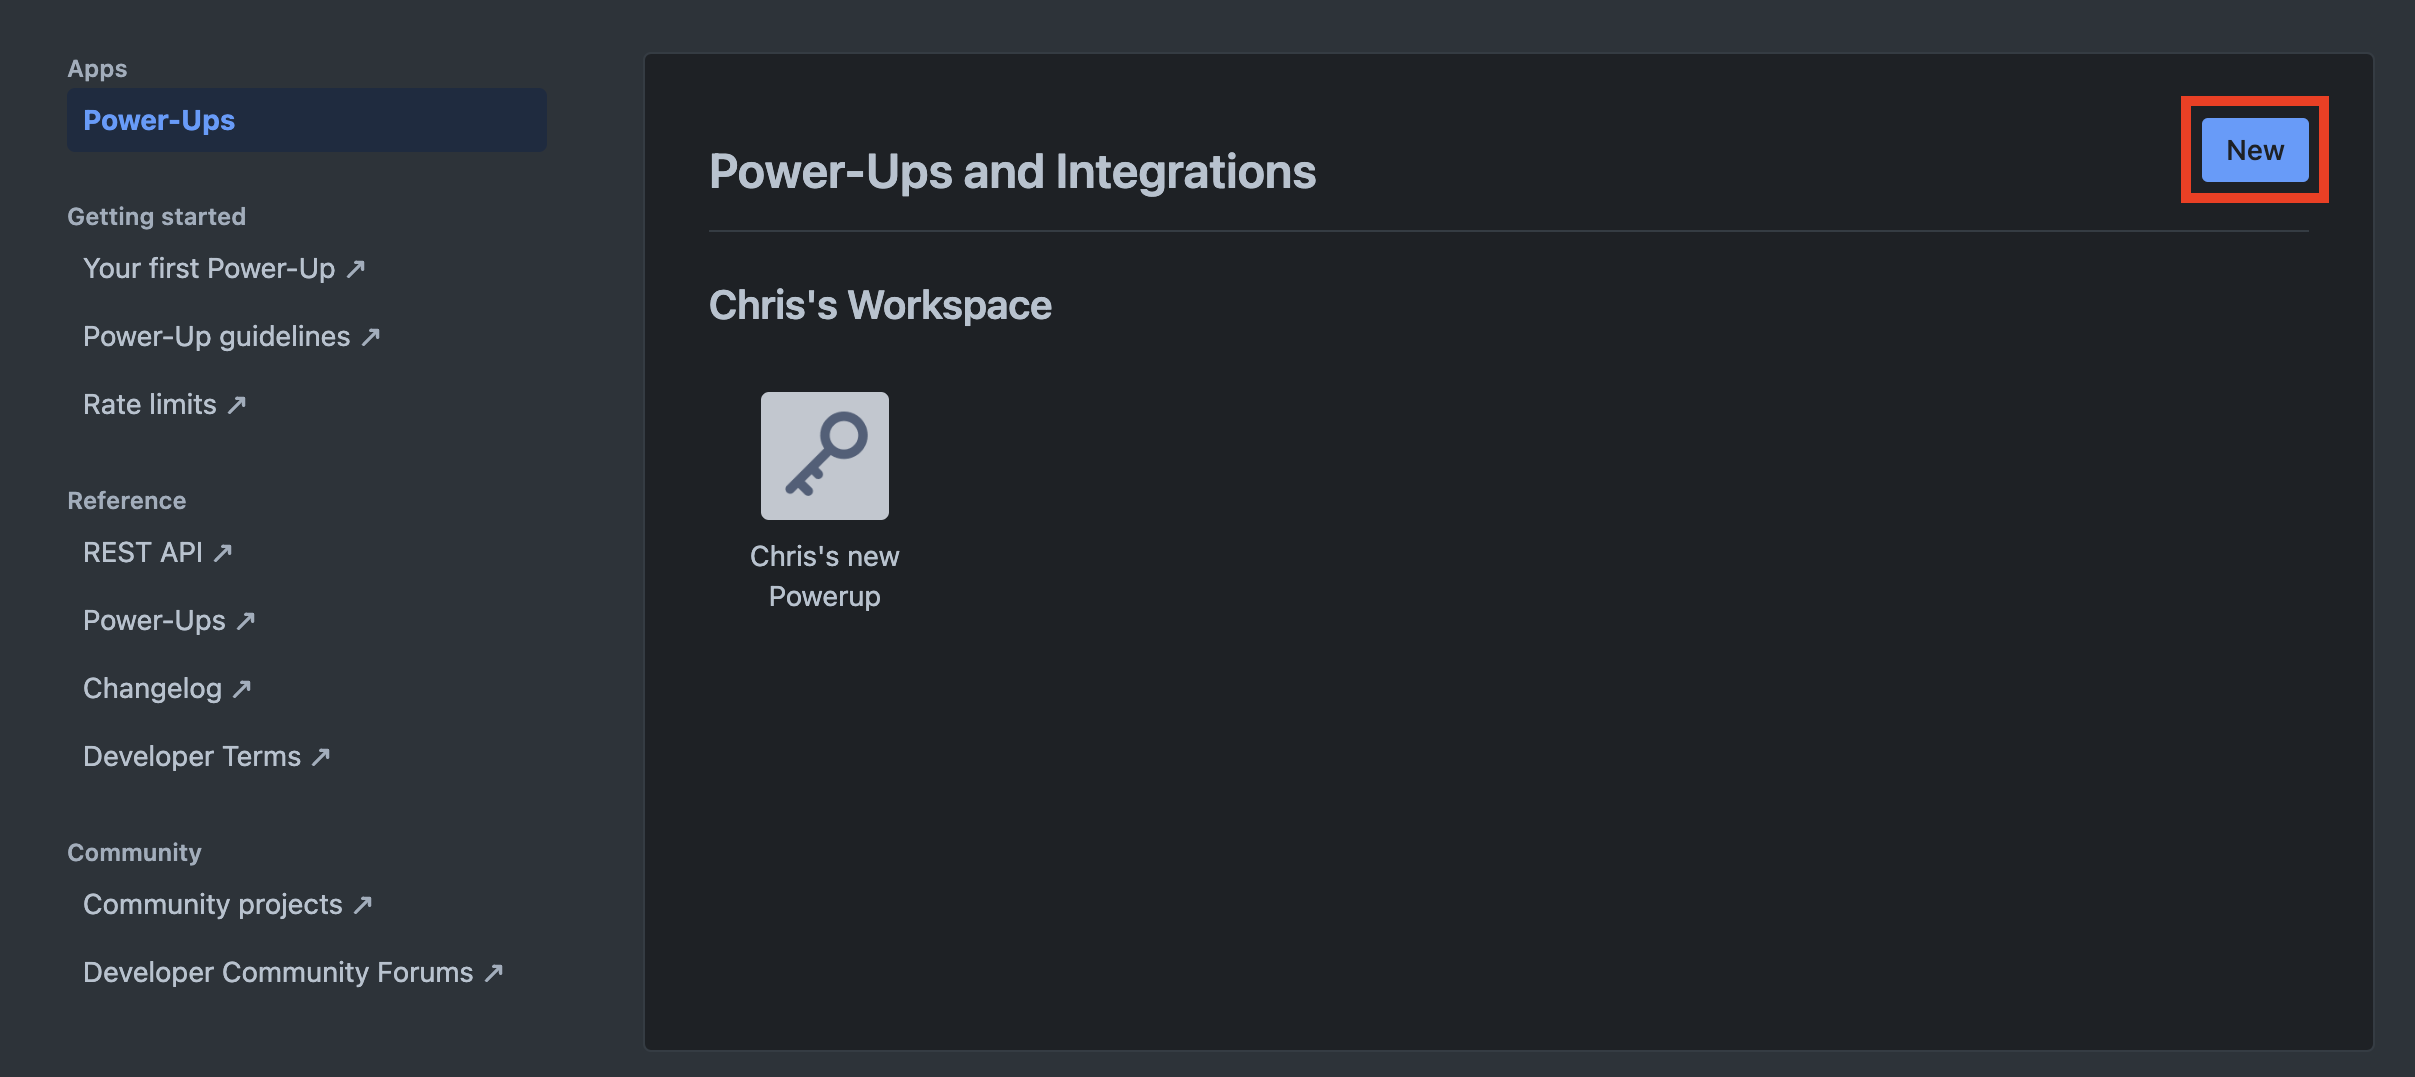 Apps
Power-Ups
Getting started
Your first Power-Up ↗
Power-Up guidelines ↗
Rate limits ↗
Reference
REST API ↗
Power-Ups ↗
Changelog ↗
Developer Terms ↗
Community
Community projects ↗
Developer Community Forums ↗
Power-Ups and Integrations
New
Chris's Workspace
Chris's new
Powerup